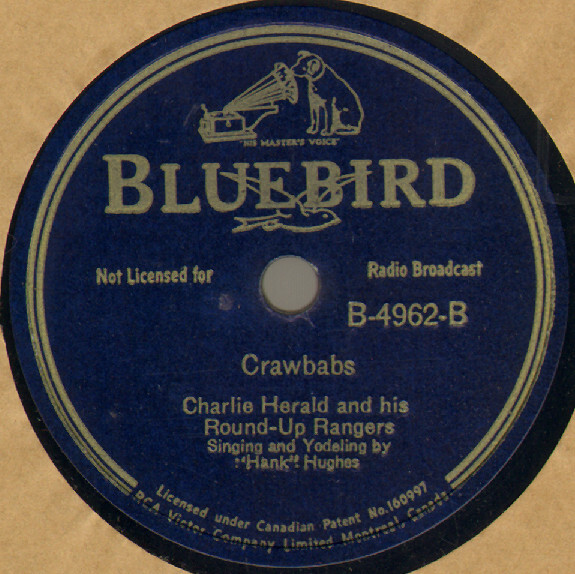 "HIS MASTER'S VOICE"
BLUEBIRD
Not Licensed for Radio Broadcast
B-4962-B
Crawbabs
Charlie Herald and his
Round-Up Rangers
Singing and Yodeling by
"Hank" Hughes
Licensed under Canadian Patent No.160997
RCA Victor Company Limited Montreal, Canada